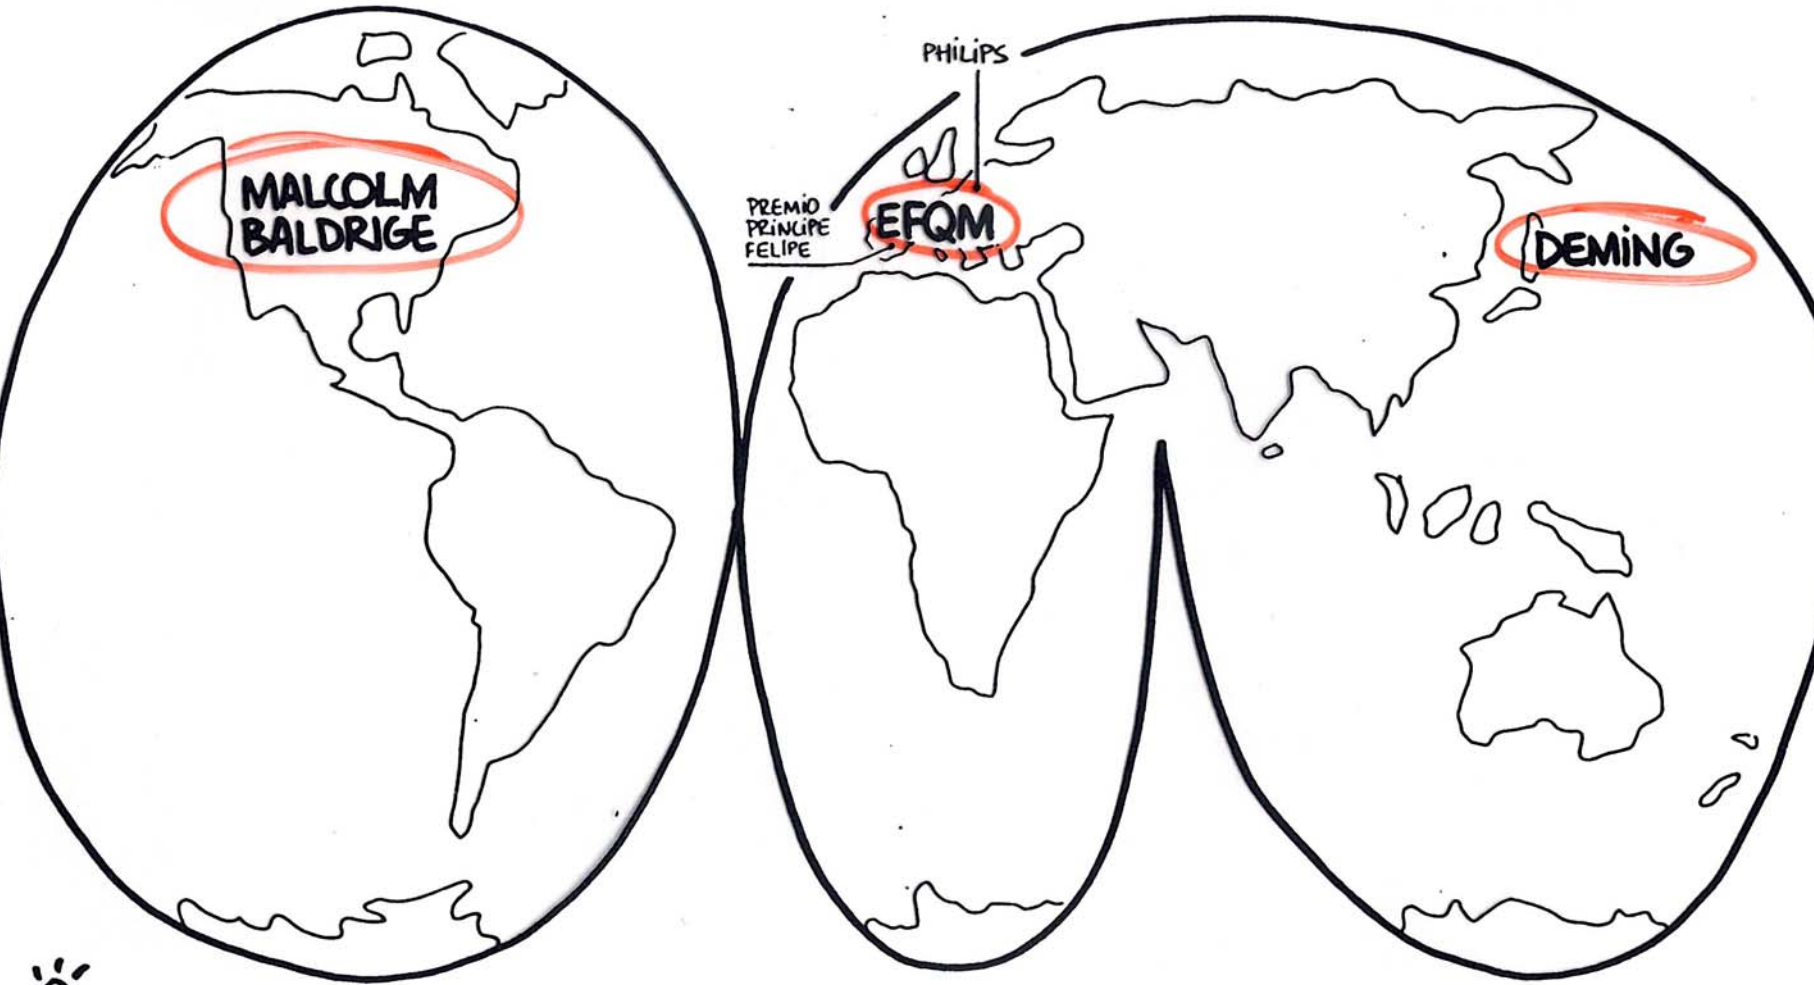 MALCOLM
BALDRIGE
PHILIPS
PREMIO
PRINCIPE
FELIPE
EFQM
DEMING